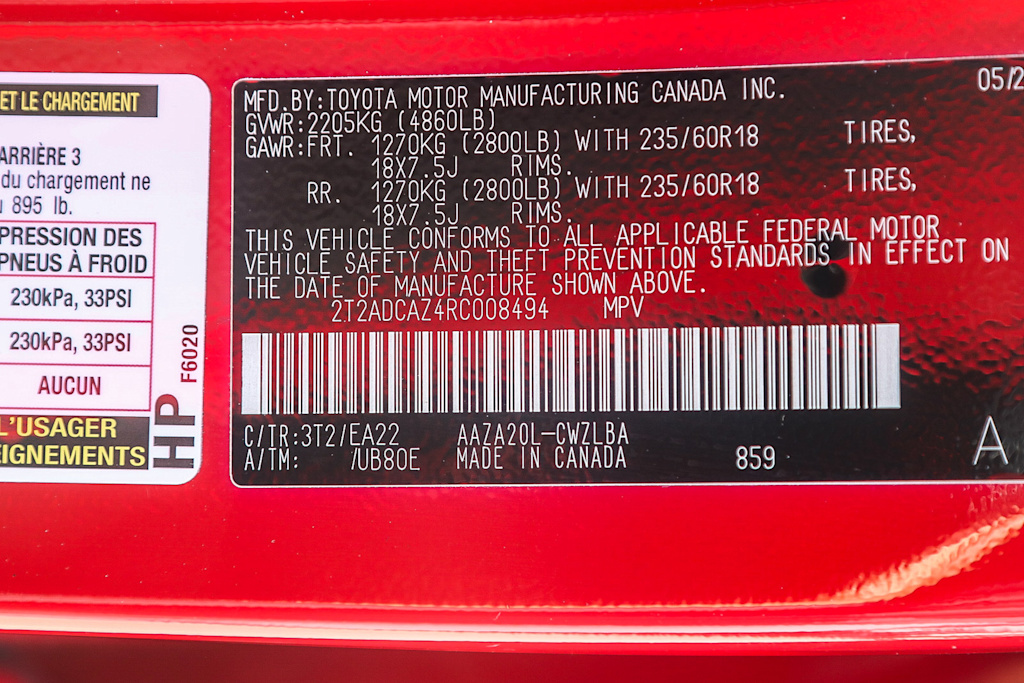 ET LE CHARGEMENT
ARRIÈRE 3
du chargement ne
895 lb.
PRESSION DES
PNEUS À FROID
230kPa, 33PSI
230kPa, 33PSI
AUCUN
L'USAGER
EIGNEMENTS
F6020
HP
MFD.BY:TOYOTA MOTOR MANUFACTURING CANADA INC. 05/2
GVWR:2205KG (4860LB)
GAWR:FRT. 1270KG (2800LB) WITH 235/60R18 TIRES,
18X7.5J RIMS.
RR. 1270KG (2800LB) WITH 235/60R18 TIRES,
18X7.5J RIMS.
THIS VEHICLE CONFORMS TO ALL APPLICABLE FEDERAL MOTOR
VEHICLE SAFETY AND THEFT PREVENTION STANDARDS IN EFFECT ON
THE DATE OF MANUFACTURE SHOWN ABOVE.
2T2ADCAZ4RC008494 MPV
C/TR:3T2/EA22 AAZA20L-CWZLBA
A/TM: /UB80E MADE IN CANADA 859
A